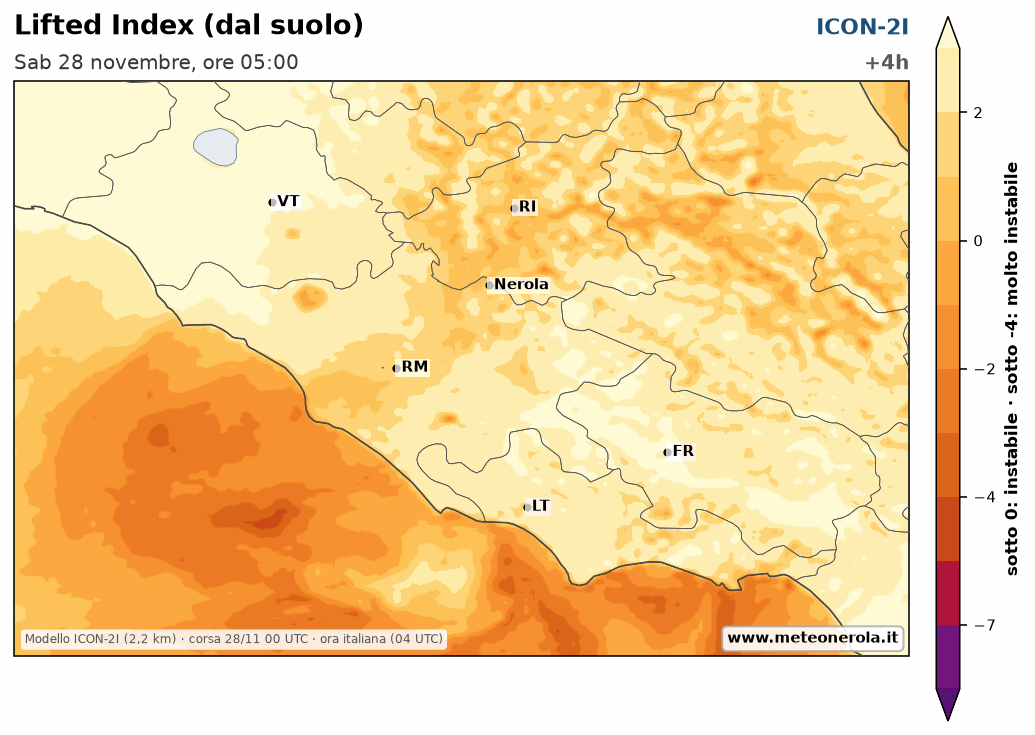 Lifted Index (dal suolo)
ICON-2I
Sab 28 novembre, ore 05:00
+4h
VT
RI
Nerola
RM
FR
LT
Modello ICON-2I (2,2 km) · corsa 28/11 00 UTC · ora italiana (04 UTC)
www.meteonerola.it
2
0
−2
−4
−7
sotto 0: instabile · sotto -4: molto instabile